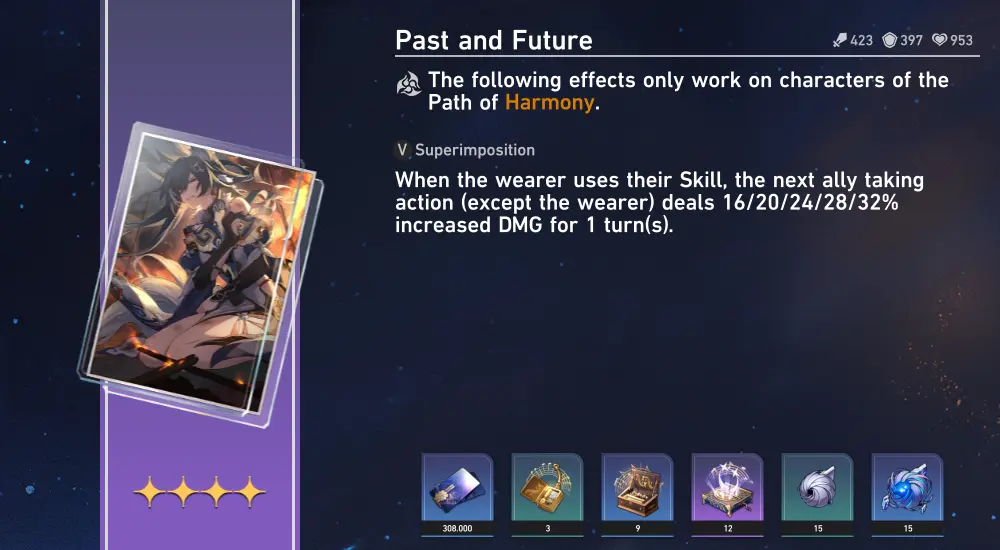 Past and Future
423 397 953
The following effects only work on characters of the
Path of Harmony.
V Superimposition
When the wearer uses their Skill, the next ally taking
action (except the wearer) deals 16/20/24/28/32%
increased DMG for 1 turn(s).
308.000 3 9 12 15 15